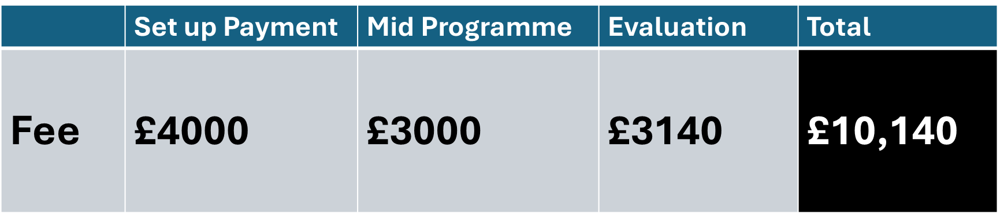 Set up Payment Mid Programme Evaluation Total
Fee £4000 £3000 £3140 £10,140